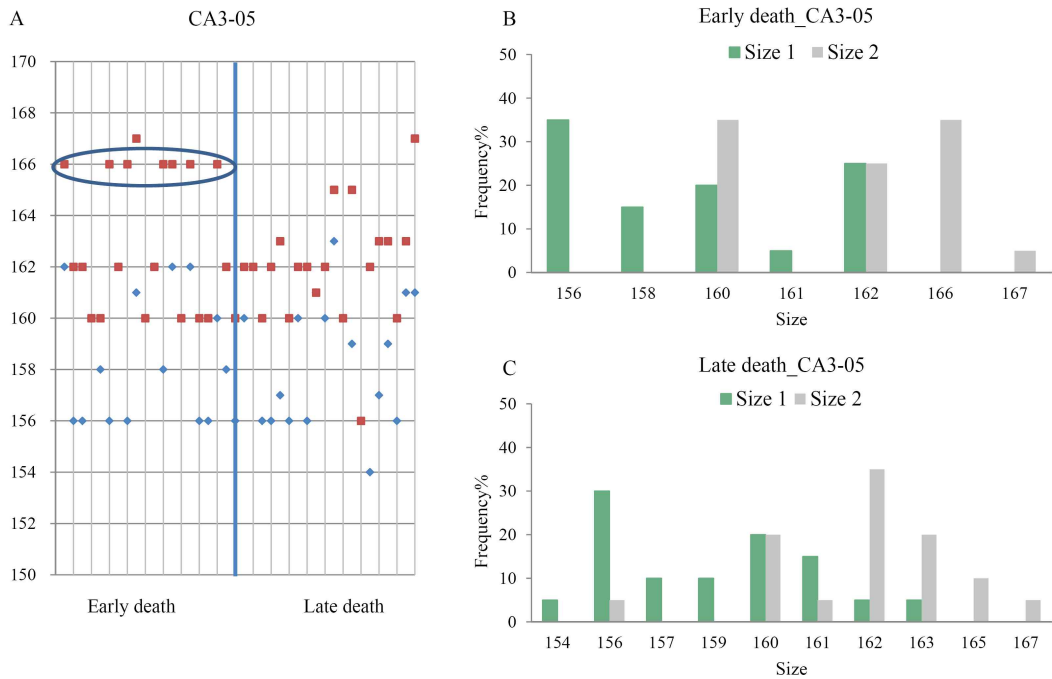 A
CA3-05
170
168
166
164
162
160
158
156
154
152
150
Early death
Late death
B
Early death_CA3-05
Size 1
Size 2
Frequency%
50
40
30
20
10
0
156 158 160 161 162 166 167
Size
C
Late death_CA3-05
Size 1
Size 2
Frequency%
50
40
30
20
10
0
154 156 157 159 160 161 162 163 165 167
Size